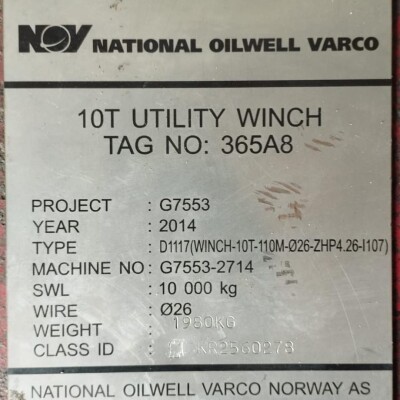 NOV NATIONAL OILWELL VARCO
10T UTILITY WINCH
TAG NO: 365A8
PROJECT : G7553
YEAR : 2014
TYPE : D1117(WINCH-10T-110M-Ø26-ZHP4.26-I107)
MACHINE NO : G7553-2714
SWL : 10 000 kg
WIRE : Ø26
WEIGHT : 1980KG
CLASS ID :
NATIONAL OILWELL VARCO NORWAY AS